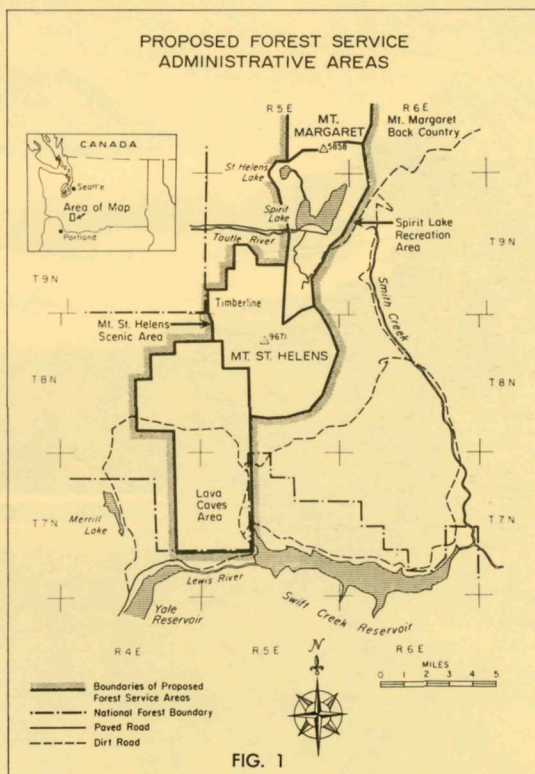 PROPOSED FOREST SERVICE
ADMINISTRATIVE AREAS
R 5 E
R 6 E
MT.
MARGARET
5858
Mt. Margaret
Back Country
CANADA
Seatt'e
Area of Map
Portland
St. Helens
Lake
Spirit
Lake
Toutle River
Spirit Lake
Recreation
Area
T 9 N
T 9 N
Timberline
Smith Creek
Mt. St. Helens
Scenic Area
9671
MT. ST. HELENS
T 8 N
T 8 N
Lava
Caves
Area
T 7 N
T 7 N
Merrill
Lake
Lewis River
Yale
Reservoir
Swift Creek Reservoir
R 4 E
R 5 E
R 6 E
N
MILES
0 1 2 3 4 5
Boundaries of Proposed
Forest Service Areas
National Forest Boundary
Paved Road
Dirt Road
FIG. 1